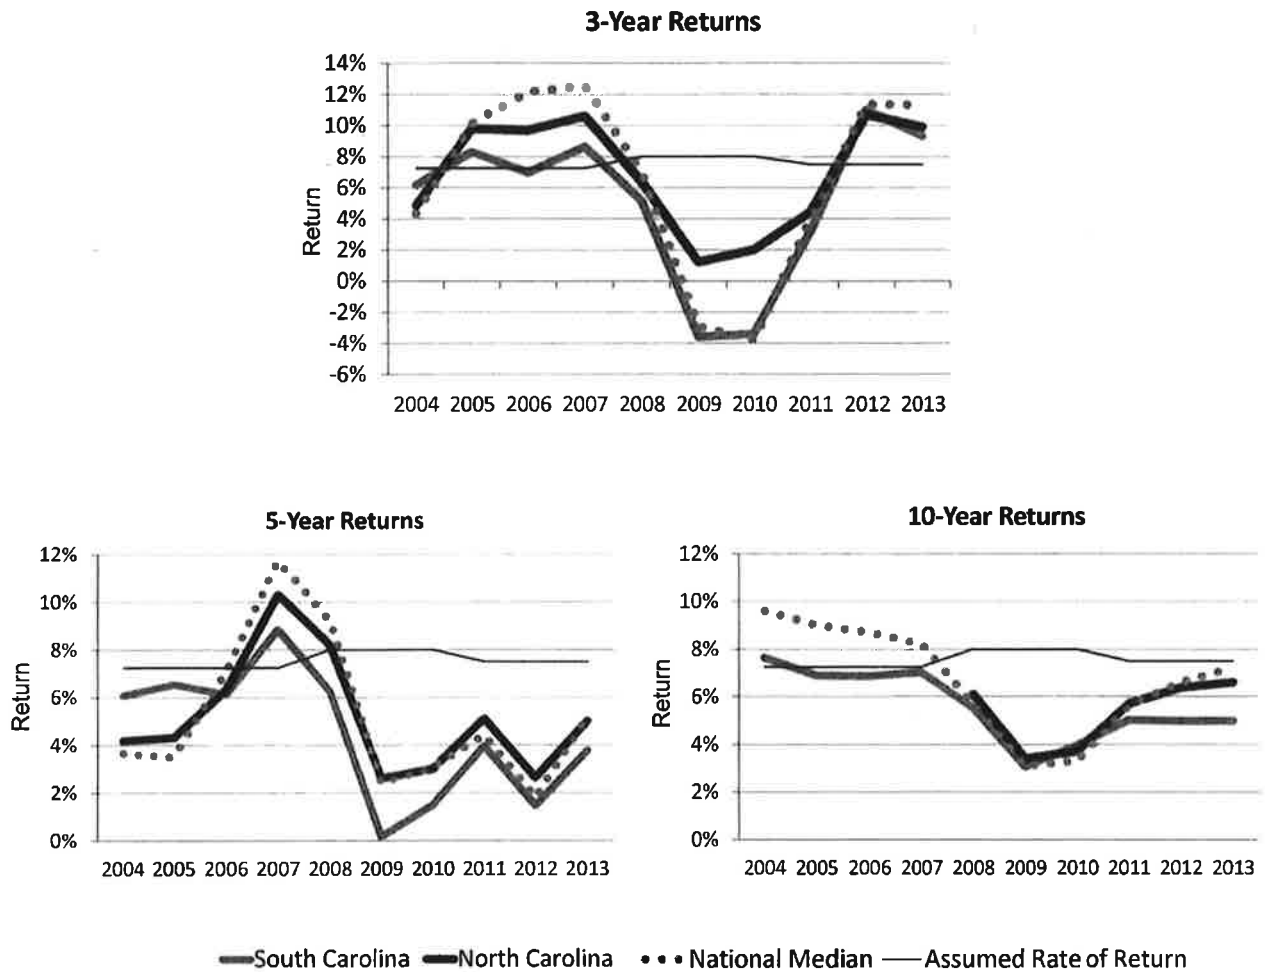 3-Year Returns
14%
12%
10%
8%
6%
4%
2%
0%
-2%
-4%
-6%
Return
2004 2005 2006 2007 2008 2009 2010 2011 2012 2013
5-Year Returns
12%
10%
8%
6%
4%
2%
0%
Return
2004 2005 2006 2007 2008 2009 2010 2011 2012 2013
10-Year Returns
12%
10%
8%
6%
4%
2%
0%
Return
2004 2005 2006 2007 2008 2009 2010 2011 2012 2013
South Carolina North Carolina National Median Assumed Rate of Return